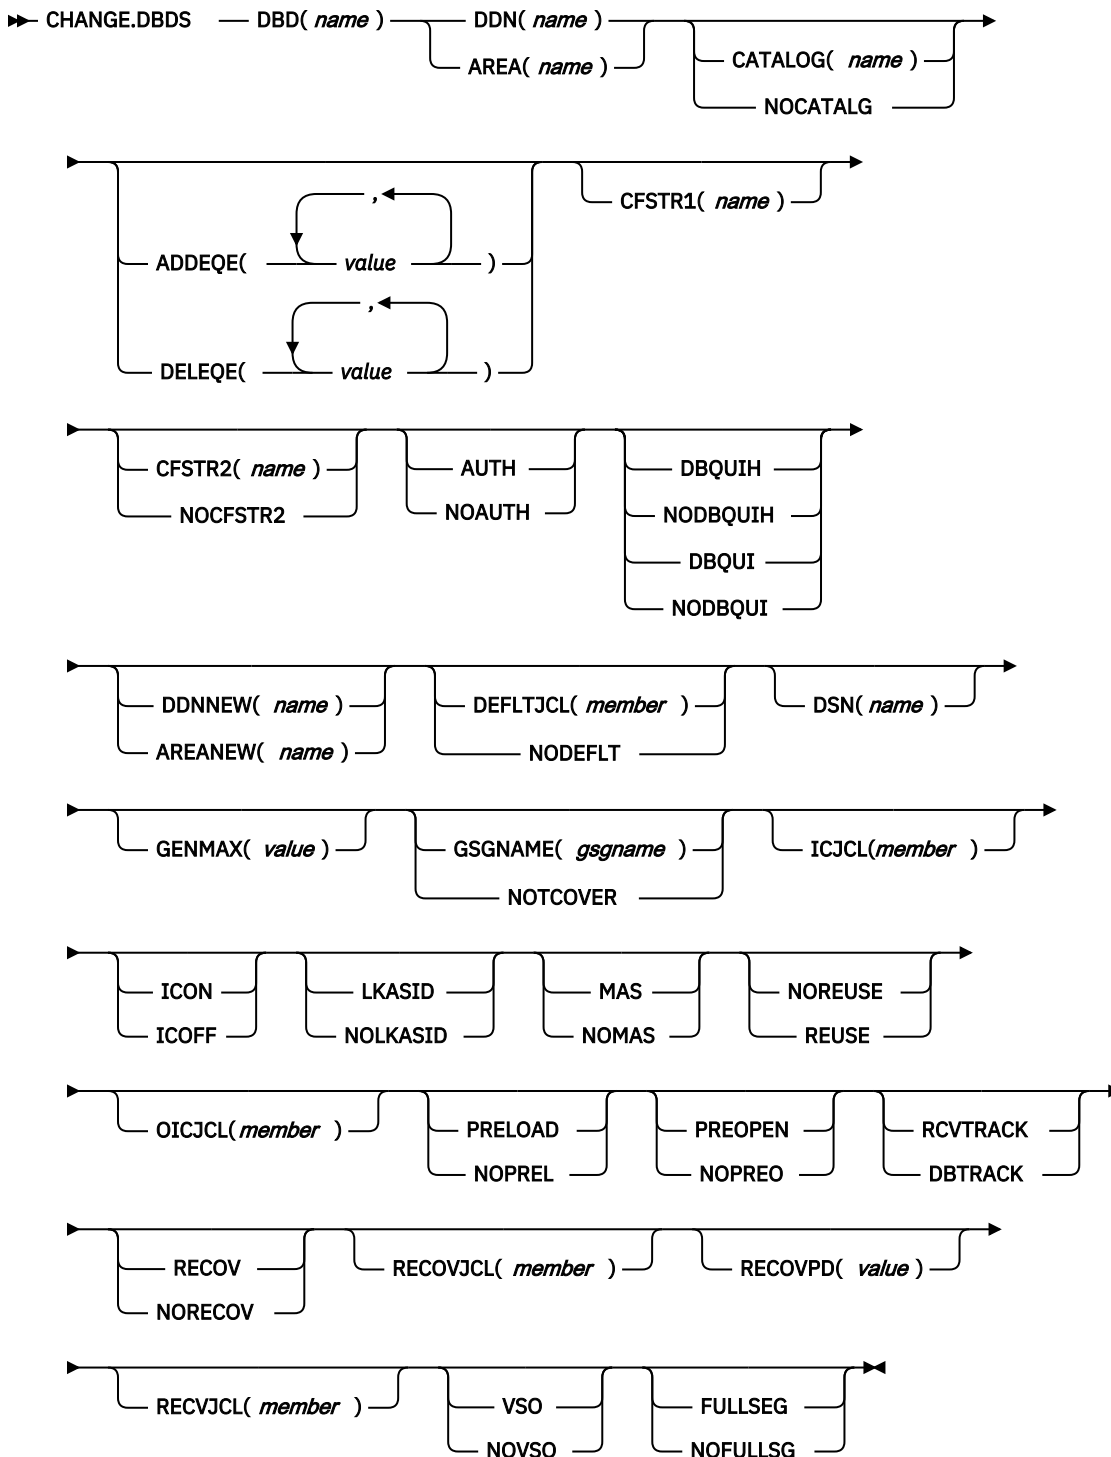 CHANGE.DBDS DBD( name ) DDN( name )
AREA( name )
CATALOG( name )
NOCATALG
,
ADDEQE( value )
,
DELEQE( value )
CFSTR1( name )
CFSTR2( name )
NOCFSTR2
AUTH
NOAUTH
DBQUIH
NODBQUIH
DBQUI
NODBQUI
DDNNEW( name )
AREANEW( name )
DEFLTJCL( member )
NODEFLT
DSN( name )
GENMAX( value )
GSGNAME( gsgname )
NOTCOVER
ICJCL(member )
ICON
ICOFF
LKASID
NOLKASID
MAS
NOMAS
NOREUSE
REUSE
OICJCL(member )
PRELOAD
NOPREL
PREOPEN
NOPREO
RCVTRACK
DBTRACK
RECOV
NORECOV
RECOVJCL( member )
RECOVPD( value )
RECVJCL( member )
VSO
NOVSO
FULLSEG
NOFULLSG